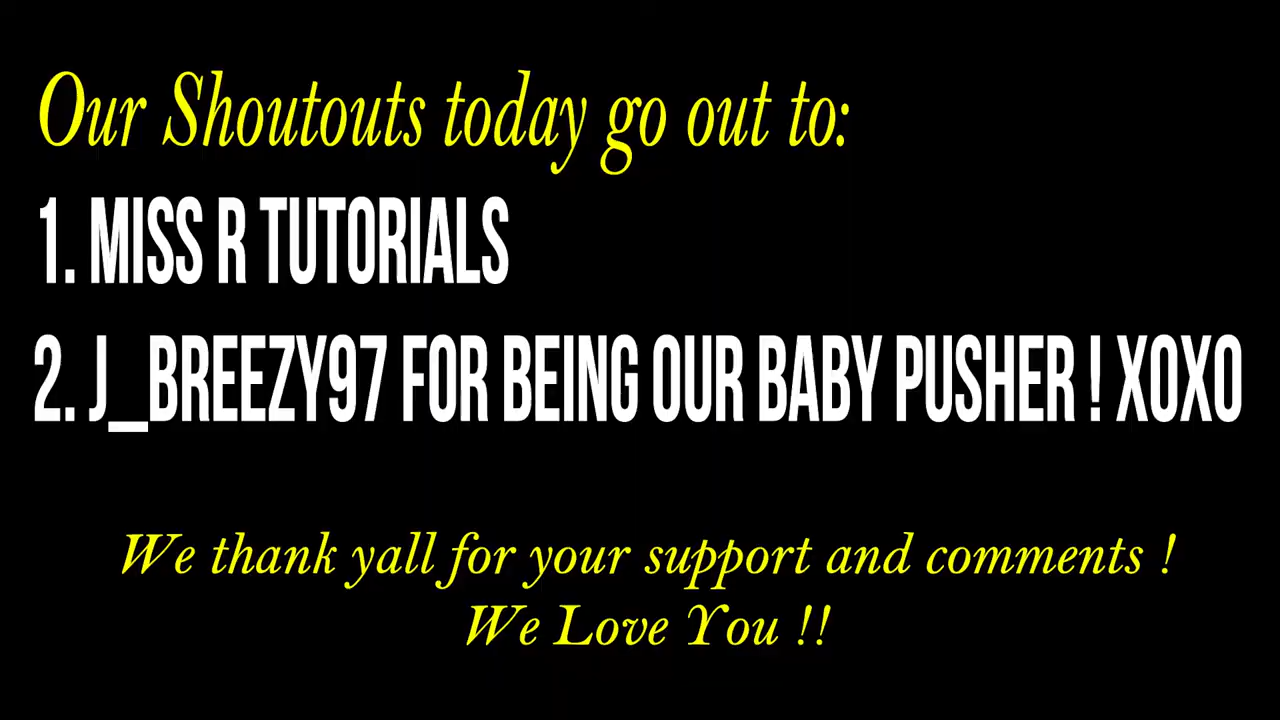 Our Shoutouts today go out to:
1. MISS R TUTORIALS
2. J_BREEZY97 FOR BEING OUR BABY PUSHER ! XOXO
We thank yall for your support and comments !
We Love You !!